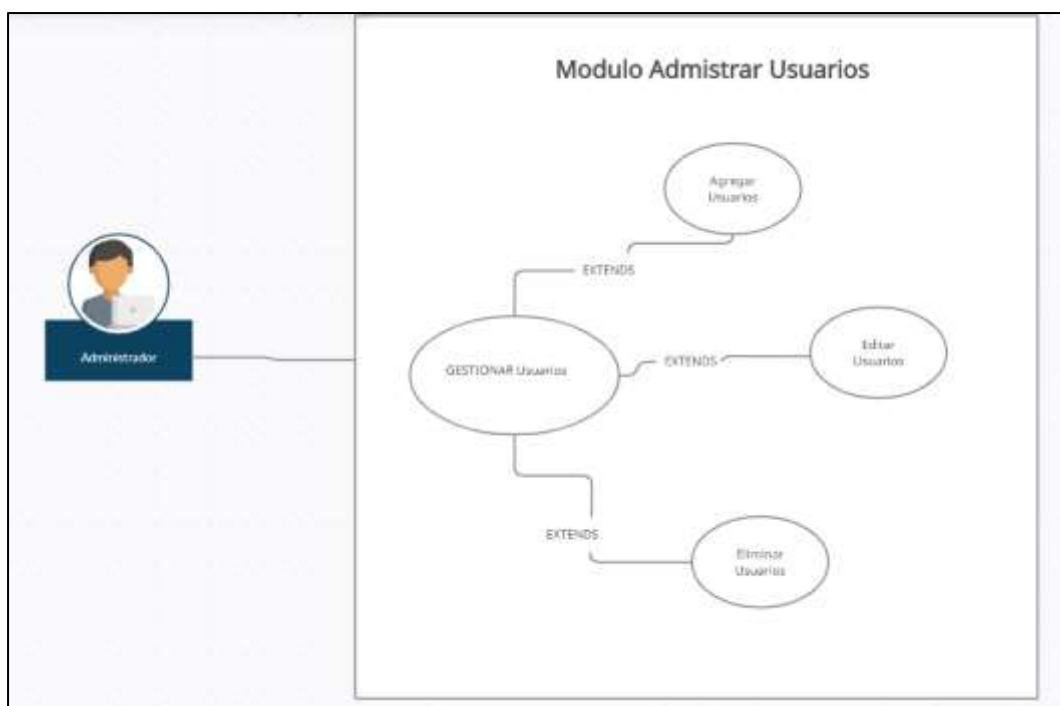 Modulo Admistrar Usuarios
Agregar
Usuarios
EXTENDS
Administrador
GESTIONAR Usuarios
EXTENDS
Editar
Usuarios
EXTENDS
Eliminar
Usuarios